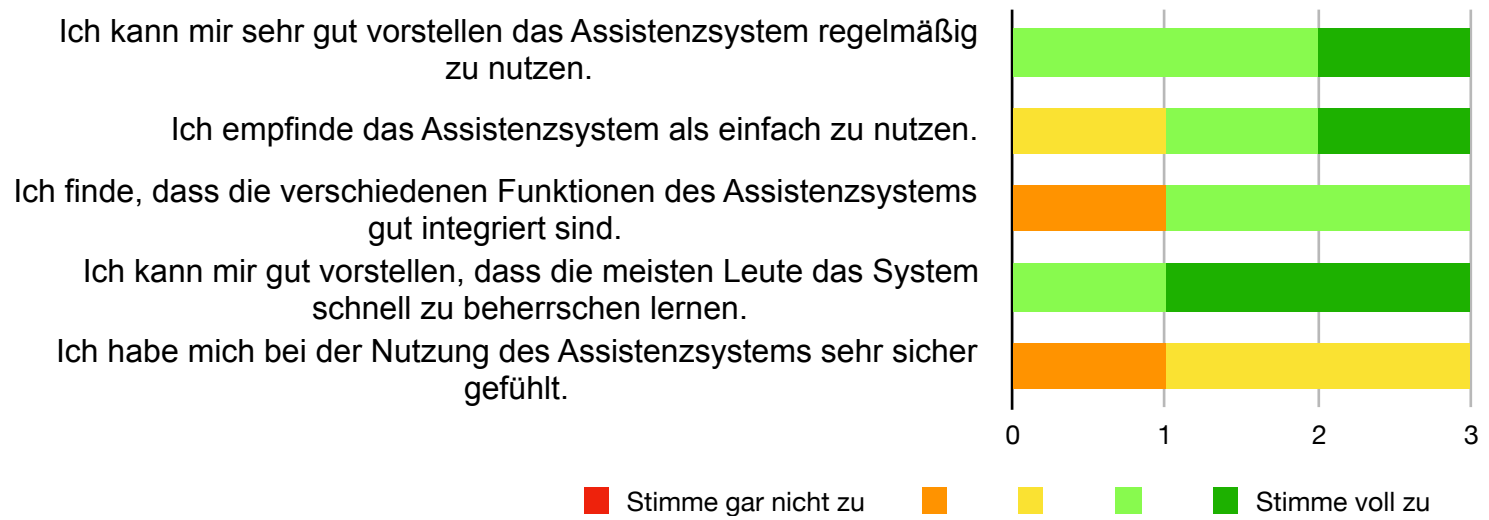 Ich kann mir sehr gut vorstellen das Assistenzsystem regelmäßig
zu nutzen.
Ich empfinde das Assistenzsystem als einfach zu nutzen.
Ich finde, dass die verschiedenen Funktionen des Assistenzsystems
gut integriert sind.
Ich kann mir gut vorstellen, dass die meisten Leute das System
schnell zu beherrschen lernen.
Ich habe mich bei der Nutzung des Assistenzsystems sehr sicher
gefühlt.
0 1 2 3
Stimme gar nicht zu Stimme voll zu